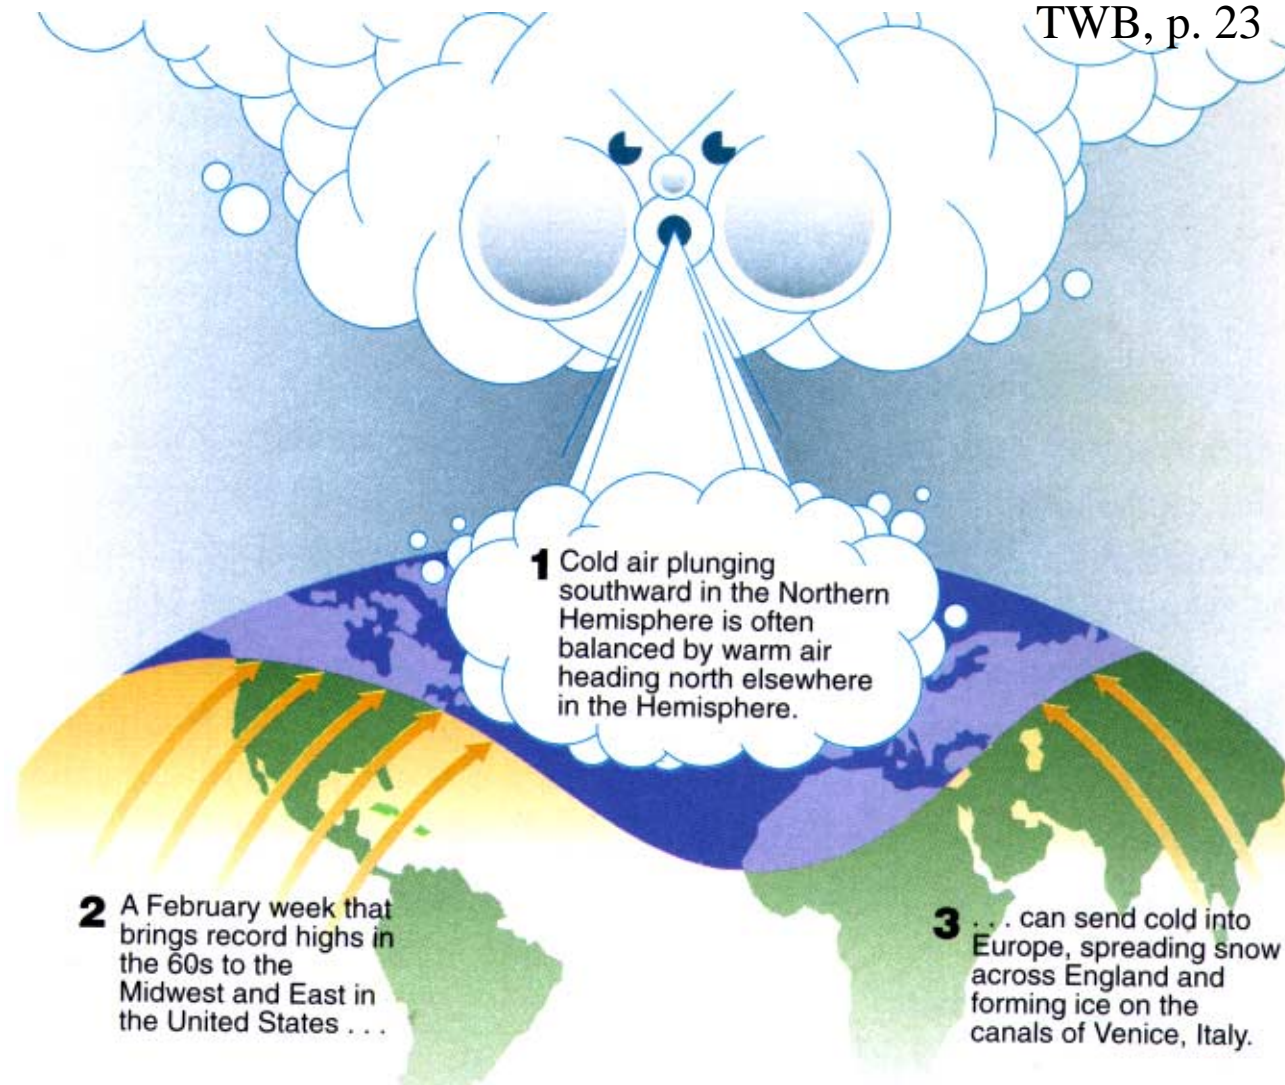 TWB, p. 23
1 Cold air plunging
southward in the Northern
Hemisphere is often
balanced by warm air
heading north elsewhere
in the Hemisphere.
2 A February week that
brings record highs in
the 60s to the
Midwest and East in
the United States . . .
3 . . . can send cold into
Europe, spreading snow
across England and
forming ice on the
canals of Venice, Italy.